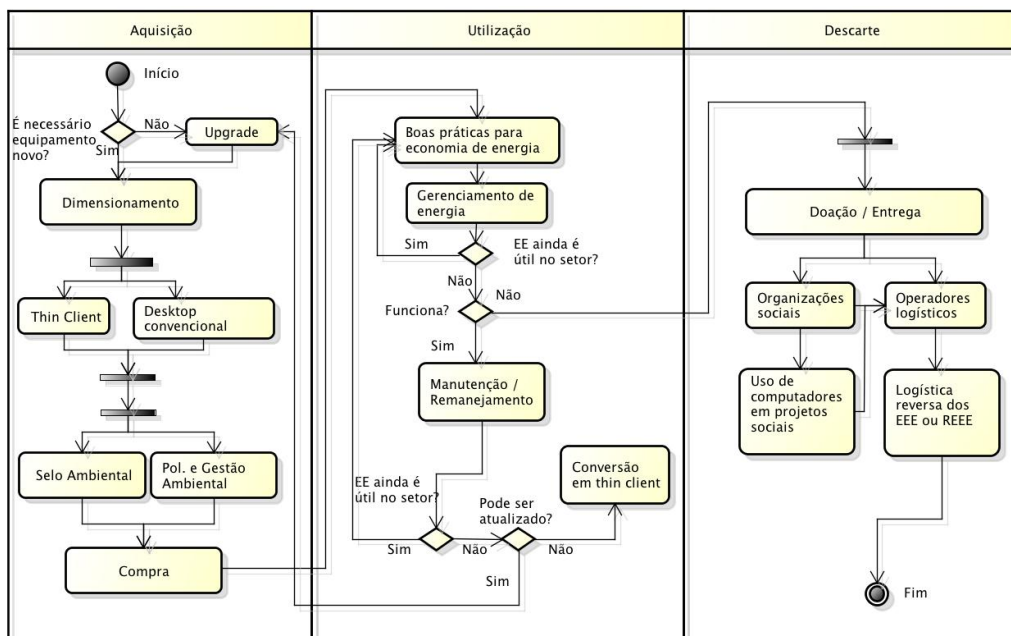 Aquisição
Utilização
Descarte
Início
É necessário
equipamento
novo?
Não
Sim
Upgrade
Dimensionamento
Thin Client
Desktop
convencional
Selo Ambiental
Pol. e Gestão
Ambiental
Compra
Boas práticas para
economia de energia
Gerenciamento de
energia
Sim
EE ainda é
útil no setor?
Não
Funciona?
Não
Sim
Manutenção /
Remanejamento
EE ainda é
útil no setor?
Sim
Não
Pode ser
atualizado?
Não
Sim
Conversão
em thin client
Doação / Entrega
Organizações
sociais
Operadores
logísticos
Uso de
computadores
em projetos
sociais
Logística
reversa dos
EEE ou REEE
Fim